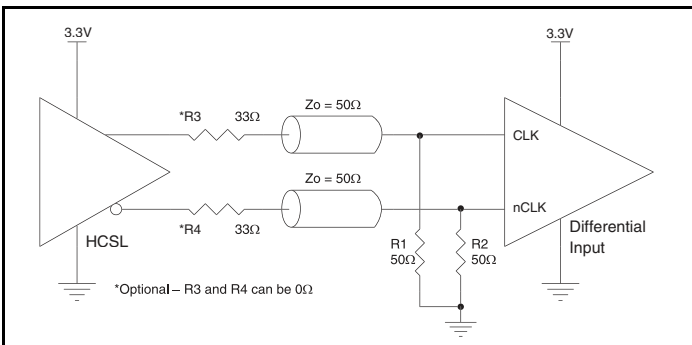 3.3V
3.3V
*R3 33Ω
Zo = 50Ω
CLK
Zo = 50Ω
nCLK
*R4 33Ω
HCSL
R1
50Ω
R2
50Ω
Differential
Input
*Optional – R3 and R4 can be 0Ω